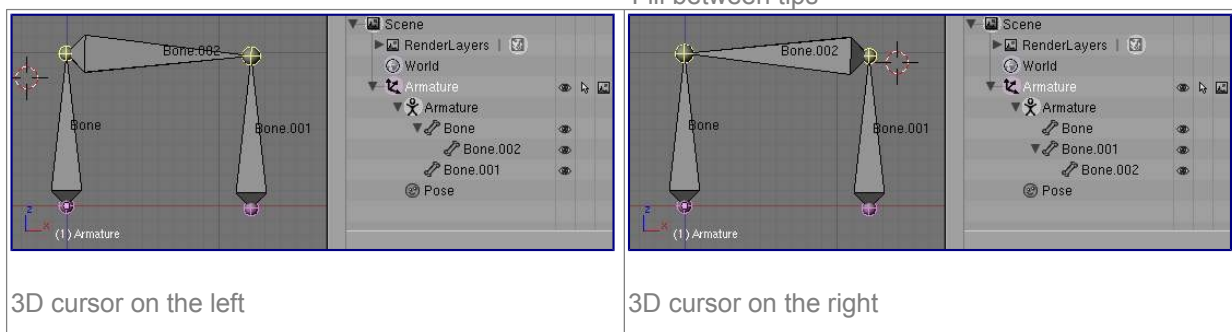 Fill between tips
Bone.002
Bone
Bone.001
z
x
(1) Armature
Scene
RenderLayers |
World
Armature
Armature
Bone
Bone.002
Bone.001
Pose
Bone.002
Bone
Bone.001
z
x
(1) Armature
Scene
RenderLayers |
World
Armature
Armature
Bone
Bone.001
Bone.002
Pose
3D cursor on the left
3D cursor on the right